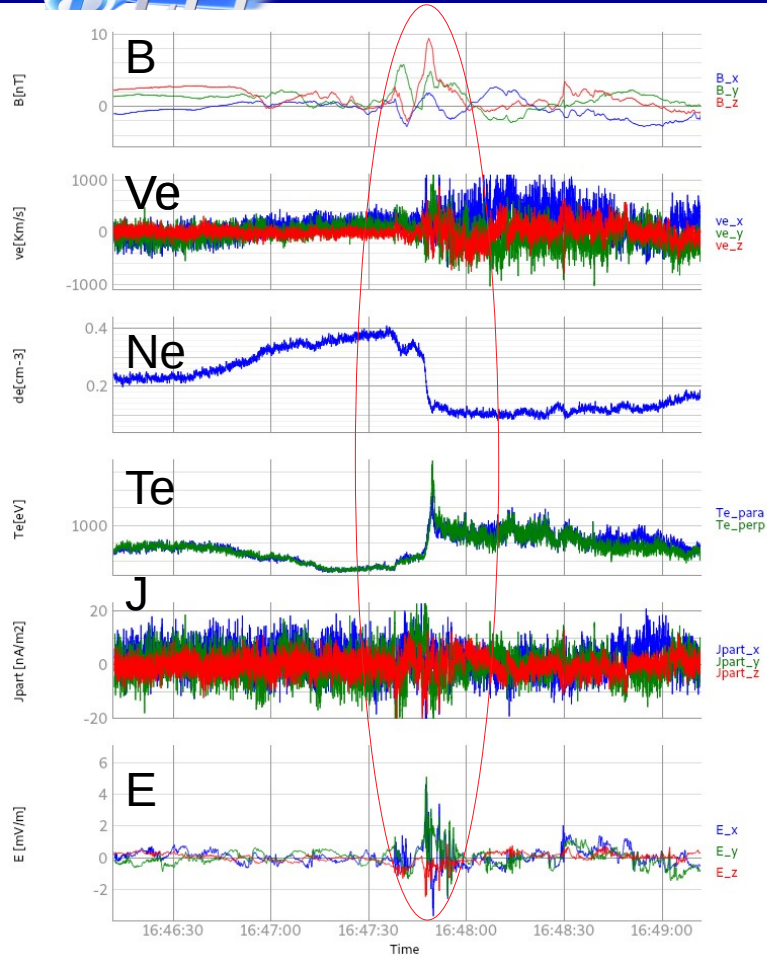 B
10
0
B[nT]
B_x
B_y
B_z
Ve
1000
0
-1000
ve[Km/s]
ve_x
ve_y
ve_z
Ne
0.4
0.2
de[cm-3]
Te
1000
Te[eV]
Te_para
Te_perp
J
20
0
-20
Jpart [nA/m2]
Jpart_x
Jpart_y
Jpart_z
E
6
4
2
0
-2
E [mV/m]
E_x
E_y
E_z
16:46:30 16:47:00 16:47:30 16:48:00 16:48:30 16:49:00
Time